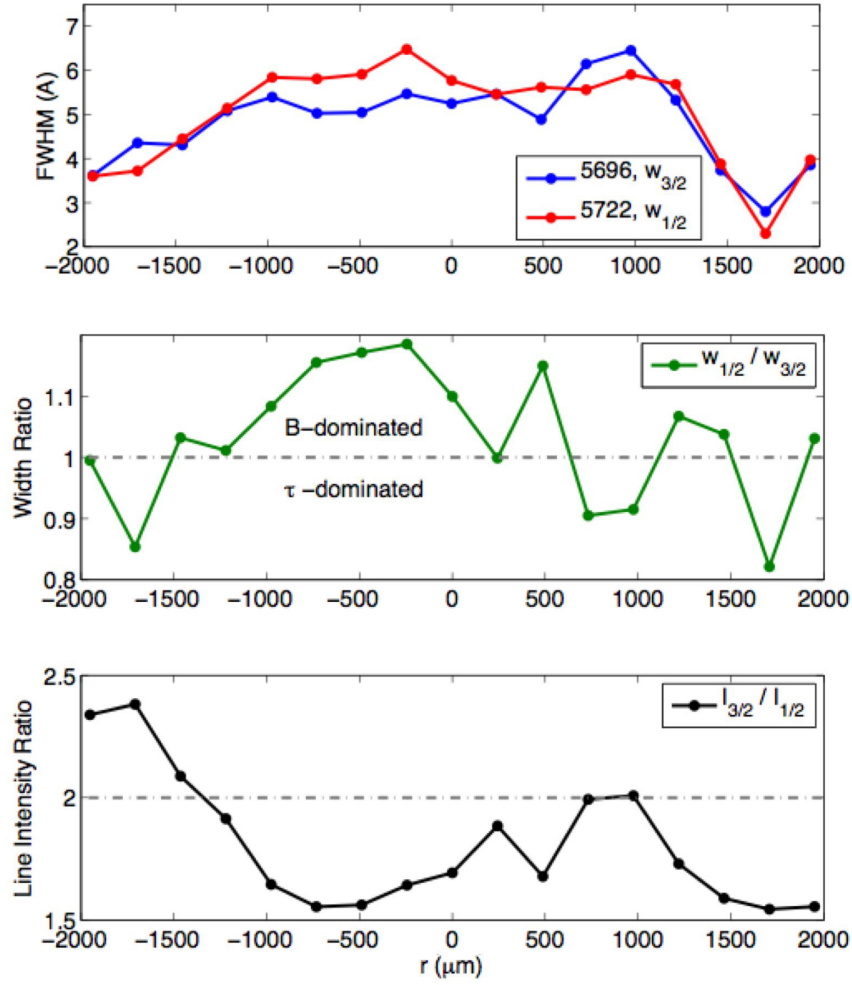 FWHM (A)
7
6
5
4
3
2
5696, w3/2
5722, w1/2
−2000 −1500 −1000 −500 0 500 1000 1500 2000
Width Ratio
1.1
1
0.9
0.8
w1/2 / w3/2
B−dominated
τ −dominated
−2000 −1500 −1000 −500 0 500 1000 1500 2000
Line Intensity Ratio
2.5
2
1.5
I3/2 / I1/2
−2000 −1500 −1000 −500 0 500 1000 1500 2000
r (μm)